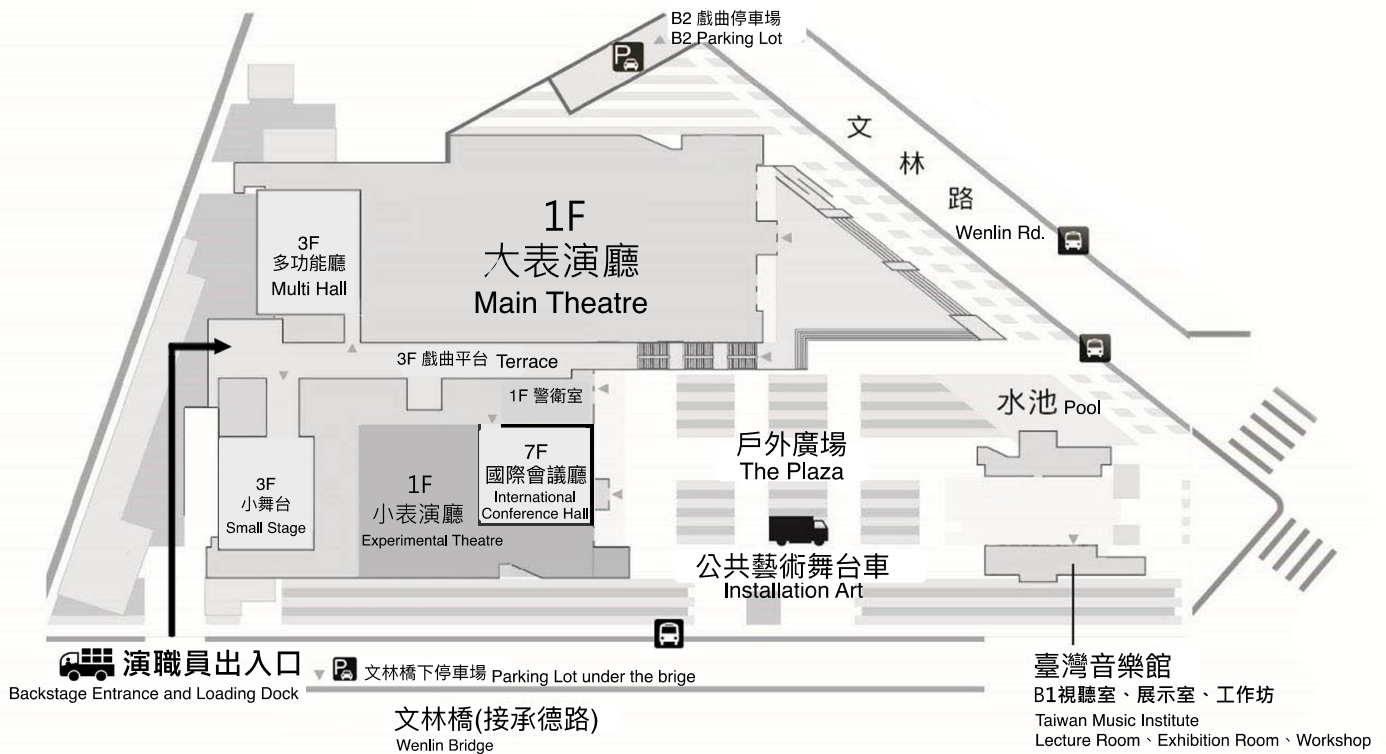 B2 戲曲停車場
B2 Parking Lot
P
文
林
路
Wenlin Rd.
1F
大表演廳
Main Theatre
3F
多功能廳
Multi Hall
3F 戲曲平台 Terrace
1F 警衛室
水池 Pool
戶外廣場
The Plaza
7F
國際會議廳
International
Conference Hall
1F
小表演廳
Experimental Theatre
3F
小舞台
Small Stage
公共藝術舞台車
Installation Art
演職員出入口
Backstage Entrance and Loading Dock
P
文林橋下停車場 Parking Lot under the brige
文林橋(接承德路)
Wenlin Bridge
臺灣音樂館
B1視聽室、展示室、工作坊
Taiwan Music Institute
Lecture Room、Exhibition Room、Workshop